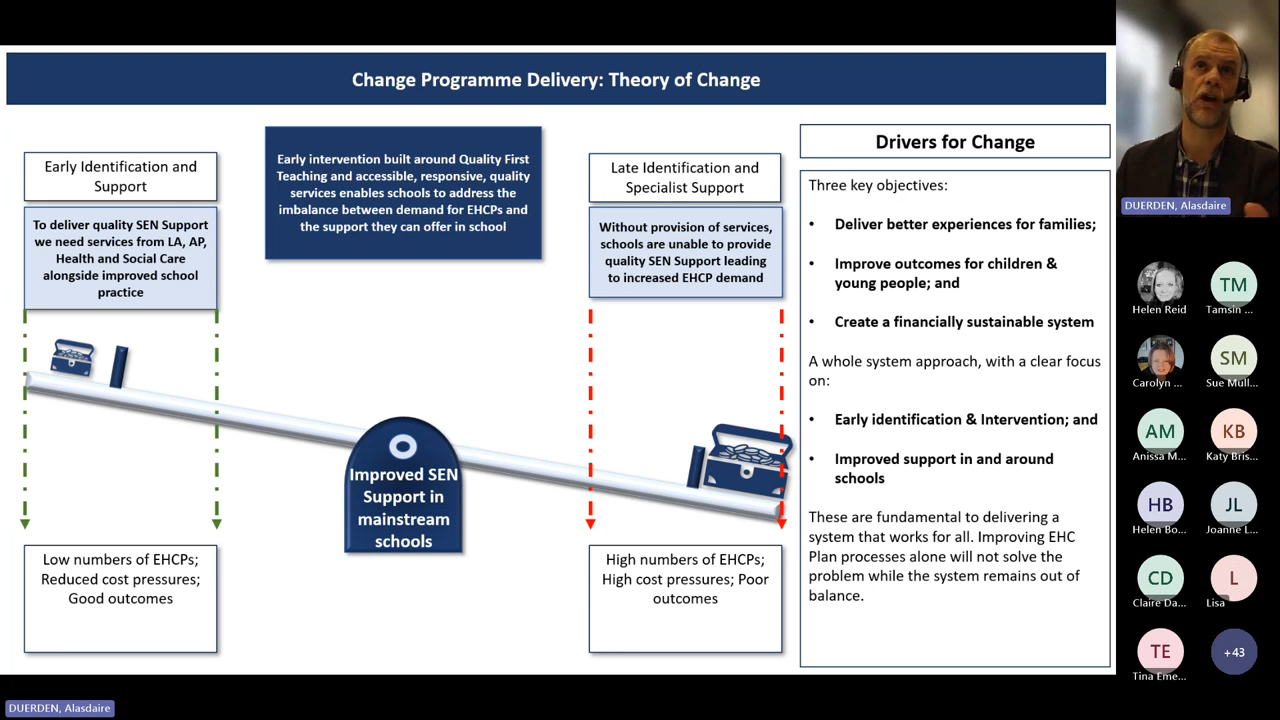 Change Programme Delivery: Theory of Change
Early Identification and
Support
To deliver quality SEN Support
we need services from LA, AP,
Health and Social Care
alongside improved school
practice
Early intervention built around Quality First
Teaching and accessible, responsive, quality
services enables schools to address the
imbalance between demand for EHCPs and
the support they can offer in school
Late Identification and
Specialist Support
Without provision of services,
schools are unable to provide
quality SEN Support leading
to increased EHCP demand
Improved SEN
Support in
mainstream
schools
Low numbers of EHCPs;
Reduced cost pressures;
Good outcomes
High numbers of EHCPs;
High cost pressures; Poor
outcomes
Drivers for Change
Three key objectives:
• Deliver better experiences for families;
• Improve outcomes for children &
young people; and
• Create a financially sustainable system
A whole system approach, with a clear focus
on:
• Early identification & Intervention; and
• Improved support in and around
schools
These are fundamental to delivering a
system that works for all. Improving EHC
Plan processes alone will not solve the
problem while the system remains out of
balance.
DUERDEN, Alasdaire
Helen Reid
TM
Tamsin ...
Carolyn ...
SM
Sue Mull...
AM
Anissa M...
KB
Katy Bris...
HB
Helen Bo...
JL
Joanne L...
CD
Claire Da...
L
Lisa
TE
Tina Eme...
+43
DUERDEN, Alasdaire